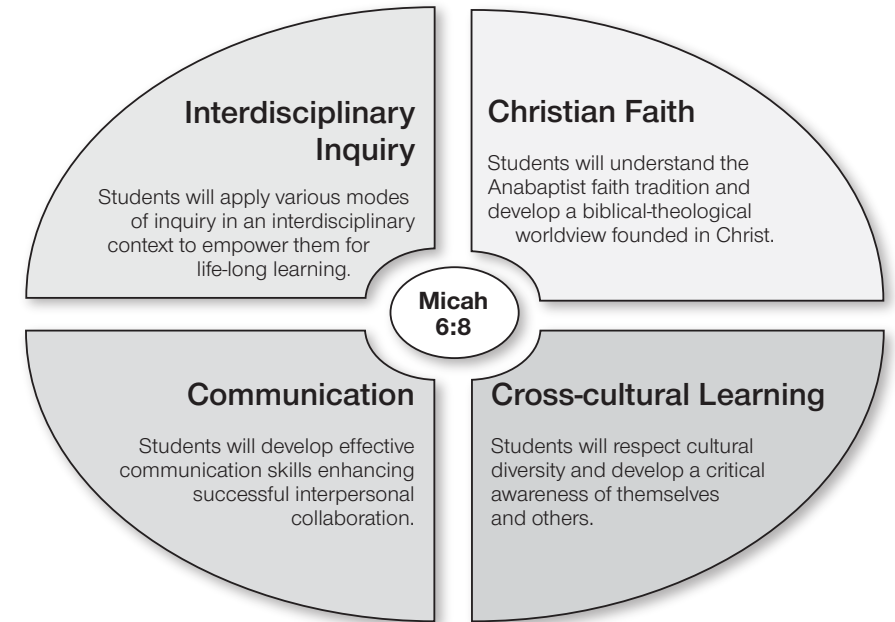 Interdisciplinary
Inquiry
Students will apply various modes
of inquiry in an interdisciplinary
context to empower them for
life-long learning.
Christian Faith
Students will understand the
Anabaptist faith tradition and
develop a biblical-theological
worldview founded in Christ.
Micah
6:8
Communication
Students will develop effective
communication skills enhancing
successful interpersonal
collaboration.
Cross-cultural Learning
Students will respect cultural
diversity and develop a critical
awareness of themselves
and others.